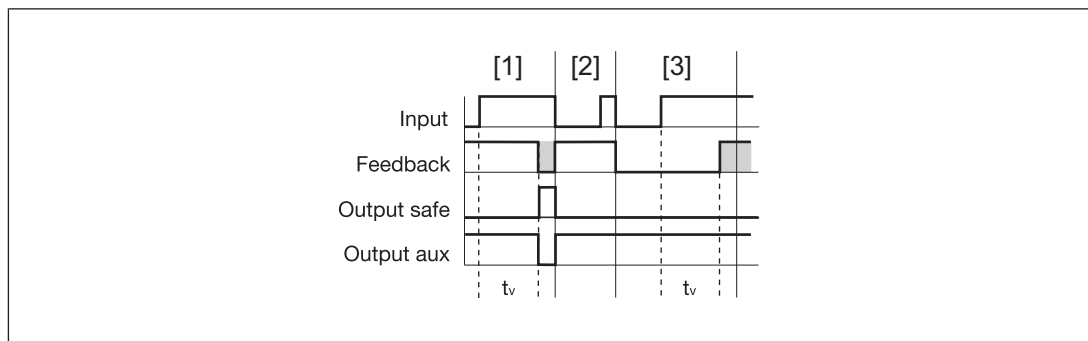 [1] [2] [3]
Input
Feedback
Output safe
Output aux
tv tv